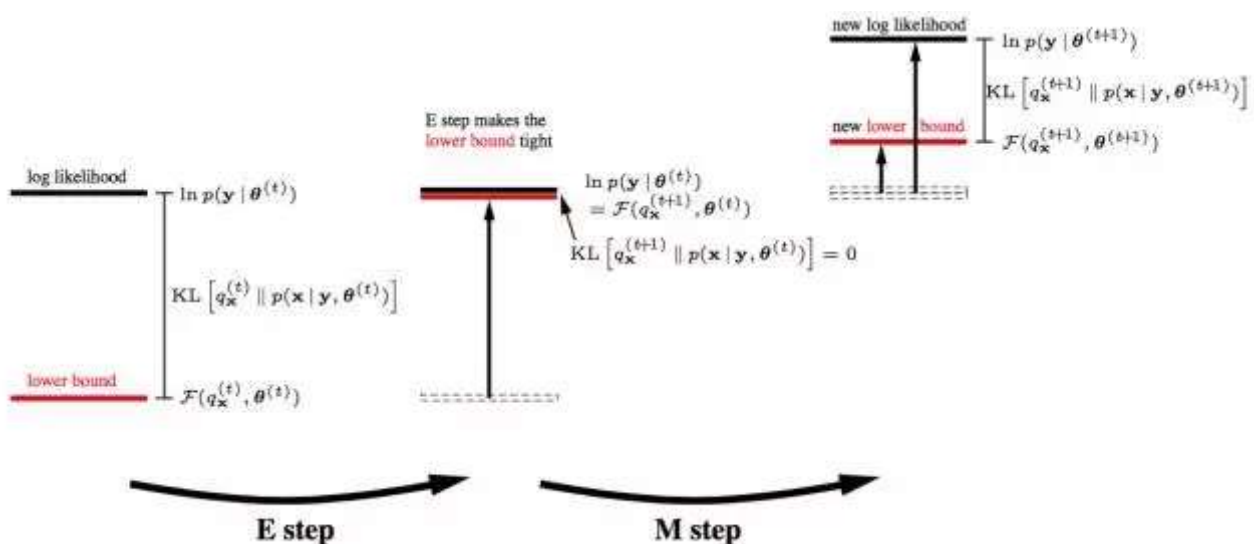 log likelihood
ln p(y | θ^(t))
KL [q_x^(t) ‖ p(x | y, θ^(t))]
lower bound
F(q_x^(t), θ^(t))
E step makes the
lower bound tight
ln p(y | θ^(t))
= F(q_x^(t+1), θ^(t))
KL [q_x^(t+1) ‖ p(x | y, θ^(t))] = 0
new log likelihood
ln p(y | θ^(t+1))
KL [q_x^(t+1) ‖ p(x | y, θ^(t+1))]
new lower bound
F(q_x^(t+1), θ^(t+1))
E step
M step